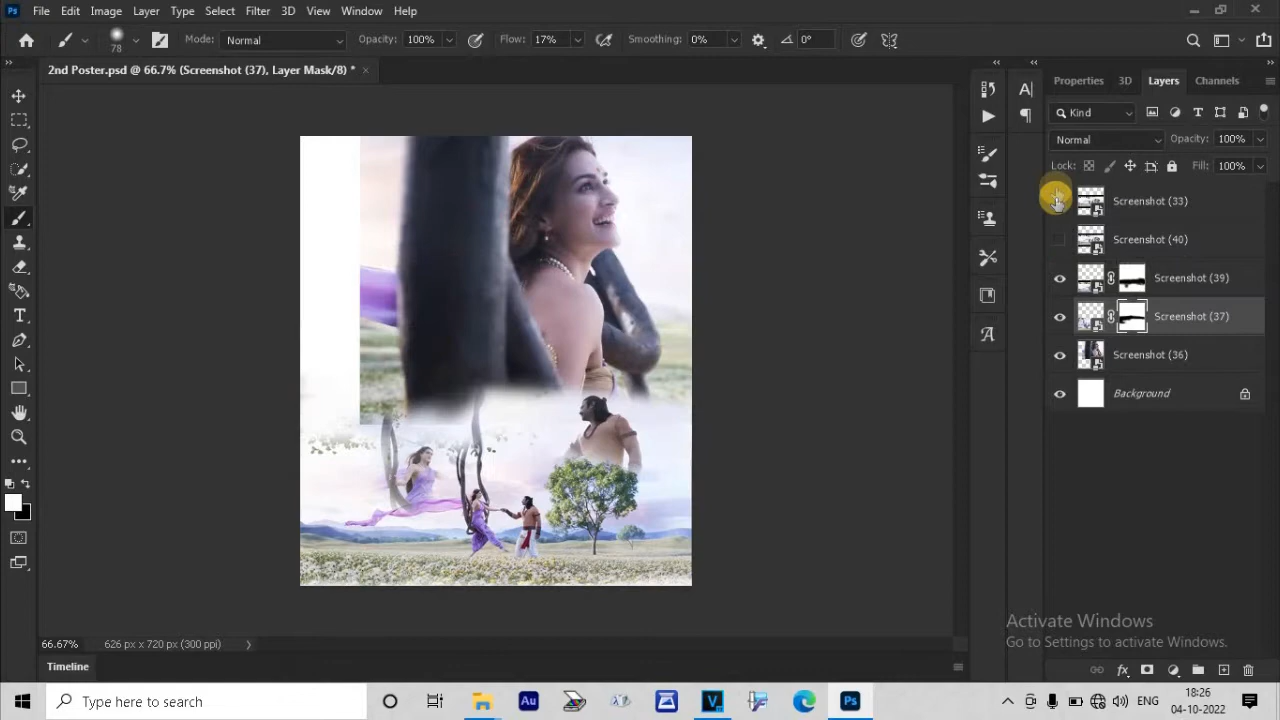 Ps File Edit Image Layer Type Select Filter 3D View Window Help
78 Mode: Normal Opacity: 100% Flow: 17% Smoothing: 0% 0°
2nd Poster.psd @ 66.7% (Screenshot (37), Layer Mask/8) *
Properties 3D Layers Channels
Kind
Normal Opacity: 100%
Lock: Fill: 100%
Screenshot (33)
Screenshot (40)
Screenshot (39)
Screenshot (37)
Screenshot (36)
Background
Activate Windows
Go to Settings to activate Windows.
66.67% 626 px x 720 px (300 ppi)
Timeline
Type here to search
Au
V
Ps
ENG
18:26
04-10-2022